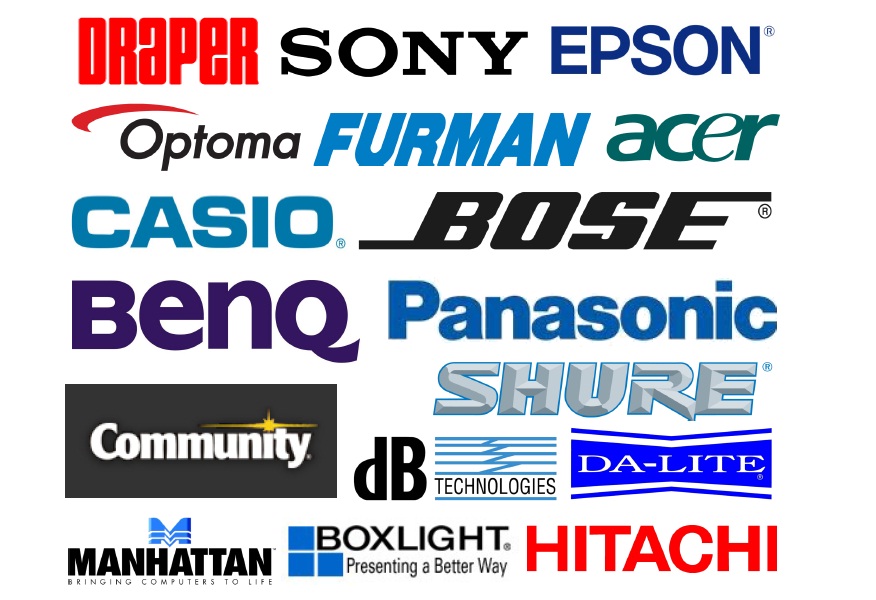 DRAPER SONY EPSON®
Optoma FURMAN acer
CASIO® BOSE®
BenQ Panasonic
SHURE®
Community®
dB TECHNOLOGIES DA-LITE®
MANHATTAN™
BRINGING COMPUTERS TO LIFE
BOXLIGHT®
Presenting a Better Way
HITACHI